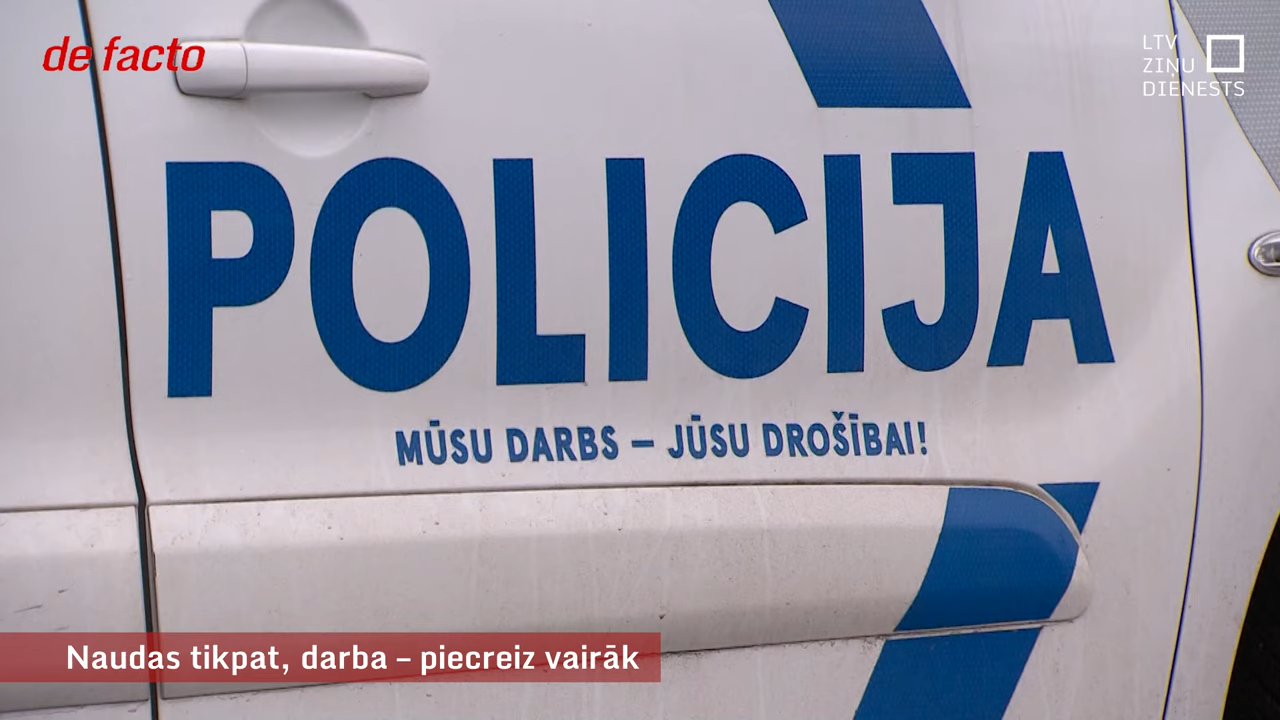 de facto
LTV
ZIŅU
DIENESTS
POLICIJA
MŪSU DARBS – JŪSU DROŠĪBAI!
Naudas tikpat, darba – piecreiz vairāk